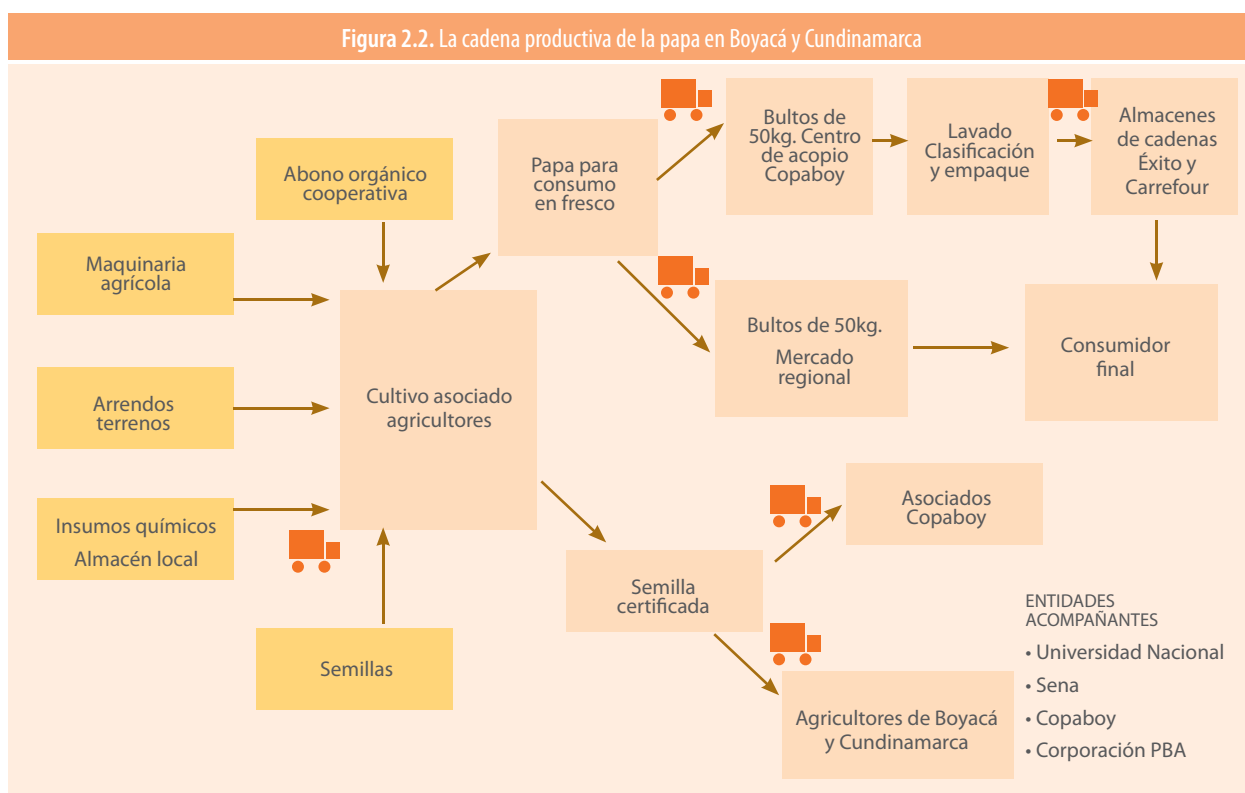 Figura 2.2. La cadena productiva de la papa en Boyacá y Cundinamarca
Abono orgánico
cooperativa
Maquinaria
agrícola
Arrendos
terrenos
Insumos químicos
Almacén local
Semillas
Cultivo asociado
agricultores
Papa para
consumo
en fresco
Bultos de
50kg. Centro
de acopio
Copaboy
Lavado
Clasificación
y empaque
Almacenes
de cadenas
Éxito y
Carrefour
Bultos de 50kg.
Mercado
regional
Consumidor
final
Semilla
certificada
Asociados
Copaboy
Agricultores de Boyacá
y Cundinamarca
ENTIDADES
ACOMPAÑANTES
• Universidad Nacional
• Sena
• Copaboy
• Corporación PBA